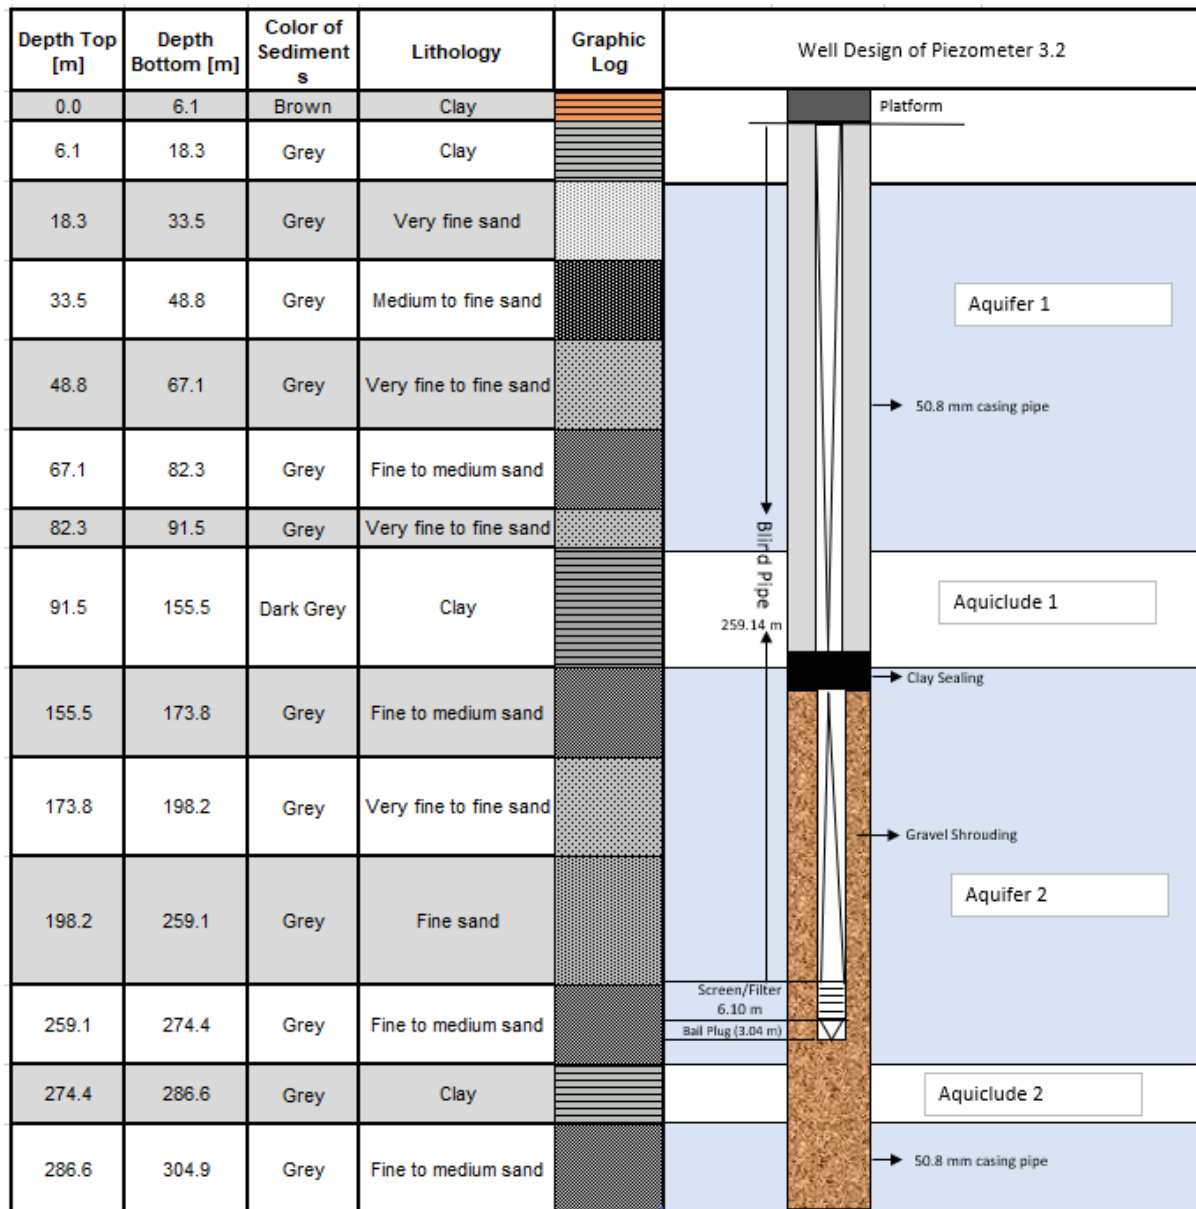 Depth Top
[m]
Depth
Bottom [m]
Color of
Sediment
s
Lithology
Graphic
Log
Well Design of Piezometer 3.2
0.0 6.1 Brown Clay
Platform
6.1 18.3 Grey Clay
18.3 33.5 Grey Very fine sand
33.5 48.8 Grey Medium to fine sand
Aquifer 1
48.8 67.1 Grey Very fine to fine sand
50.8 mm casing pipe
67.1 82.3 Grey Fine to medium sand
82.3 91.5 Grey Very fine to fine sand
Blind Pipe
259.14 m
91.5 155.5 Dark Grey Clay
Aquiclude 1
Clay Sealing
155.5 173.8 Grey Fine to medium sand
173.8 198.2 Grey Very fine to fine sand
Gravel Shrouding
Aquifer 2
198.2 259.1 Grey Fine sand
Screen/Filter
6.10 m
Bail Plug (3.04 m)
259.1 274.4 Grey Fine to medium sand
274.4 286.6 Grey Clay
Aquiclude 2
286.6 304.9 Grey Fine to medium sand
50.8 mm casing pipe